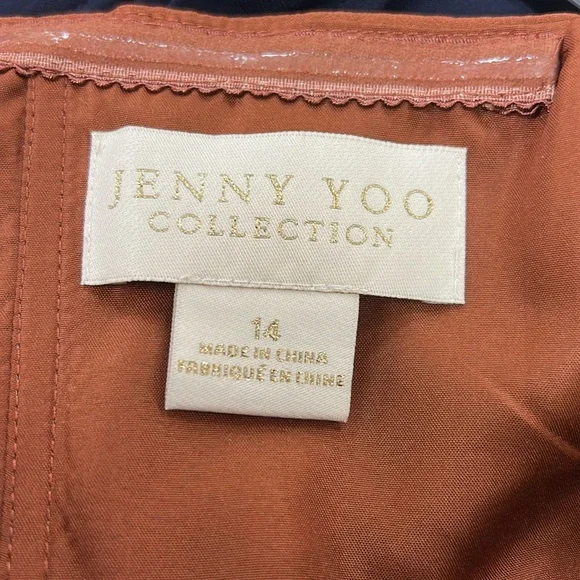 JENNY YOO
COLLECTION
14
MADE IN CHINA
FABRIQUÉ EN CHINE